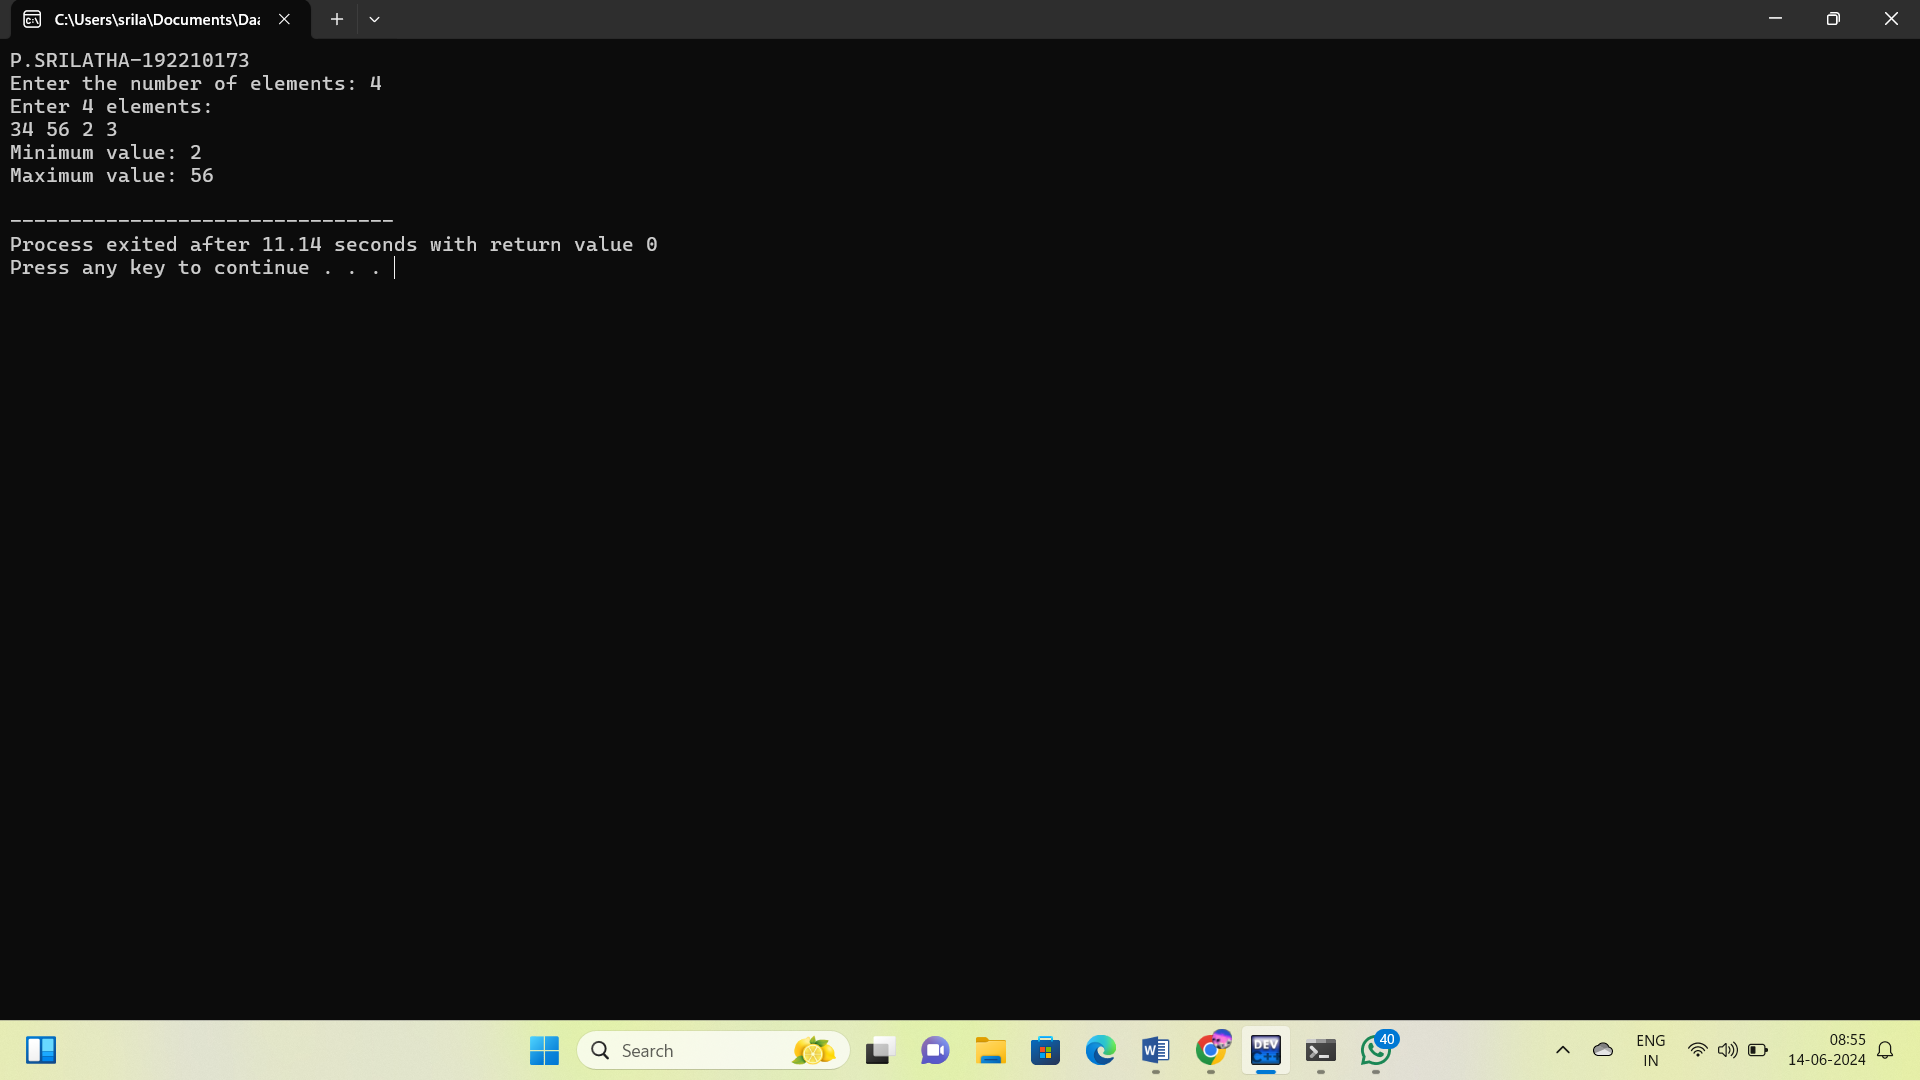 C:\Users\srila\Documents\Daa
P.SRILATHA-192210173
Enter the number of elements: 4
Enter 4 elements:
34 56 2 3
Minimum value: 2
Maximum value: 56
--------------------------------
Process exited after 11.14 seconds with return value 0
Press any key to continue . . .
Search
DEV
C++
40
ENG
IN
08:55
14-06-2024